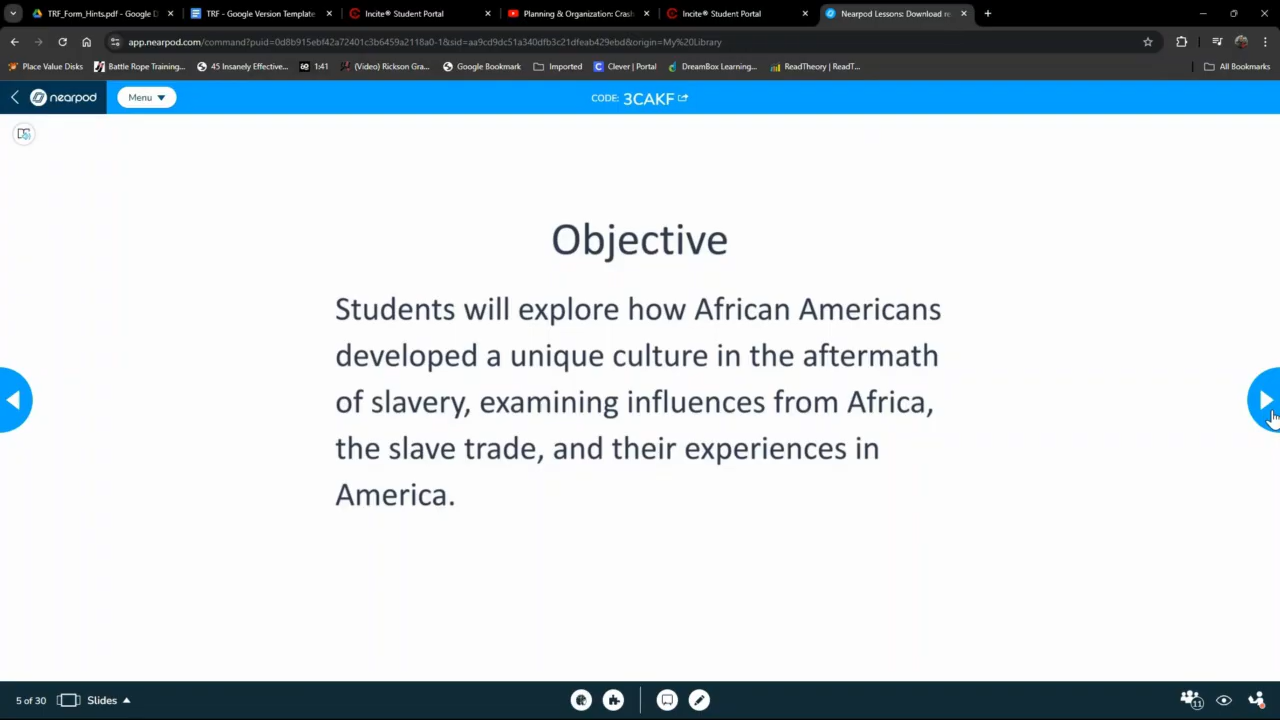 TRF_Form_Hints.pdf - Google D
TRF - Google Version Template
Incite® Student Portal
Planning & Organization: Crash
Incite® Student Portal
Nearpod Lessons: Download re
app.nearpod.com/command?puid=0d8b915ebf42a72401c3b6459a2118a0-1&sid=aa9cd9dc51a340dfb3c21dfeab429ebd&origin=My%20Library
Place Value Disks
Battle Rope Training...
45 Insanely Effective...
1:41
(Video) Rickson Gra...
Google Bookmark
Imported
Clever | Portal
DreamBox Learning...
ReadTheory | ReadT...
All Bookmarks
nearpod
Menu
CODE: 3CAKF
Objective
Students will explore how African Americans
developed a unique culture in the aftermath
of slavery, examining influences from Africa,
the slave trade, and their experiences in
America.
5 of 30
Slides
11